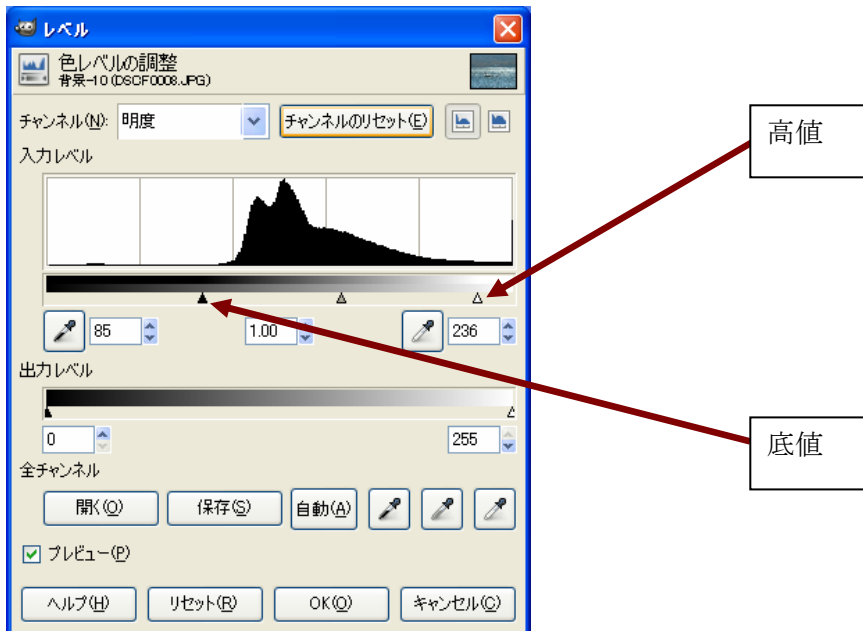 レベル
色レベルの調整
背景-10 (DSCF0008.JPG)
チャンネル(N): 明度 チャンネルのリセット(E)
入力レベル
85 1.00 236
出力レベル
0 255
全チャンネル
開く(O) 保存(S) 自動(A)
プレビュー(P)
ヘルプ(H) リセット(R) OK(O) キャンセル(C)
高値
底値